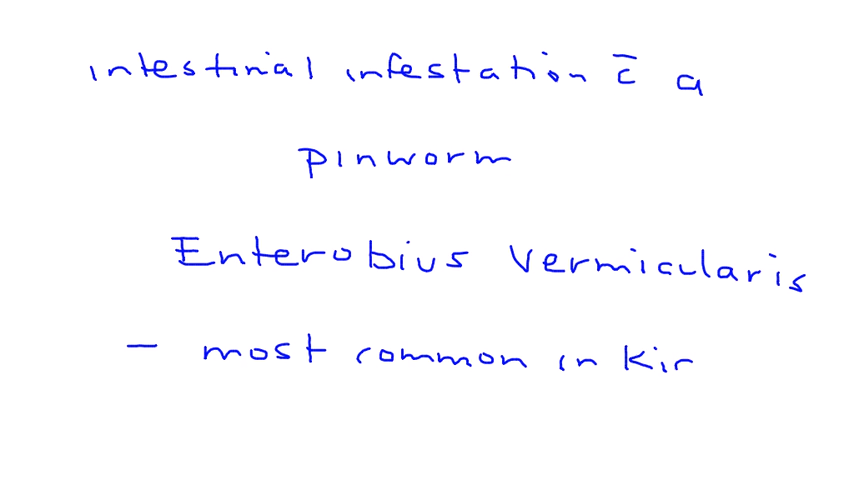 intestinal infestation c̄ a
pinworm
Enterobius vermicularis
- most common in Kir